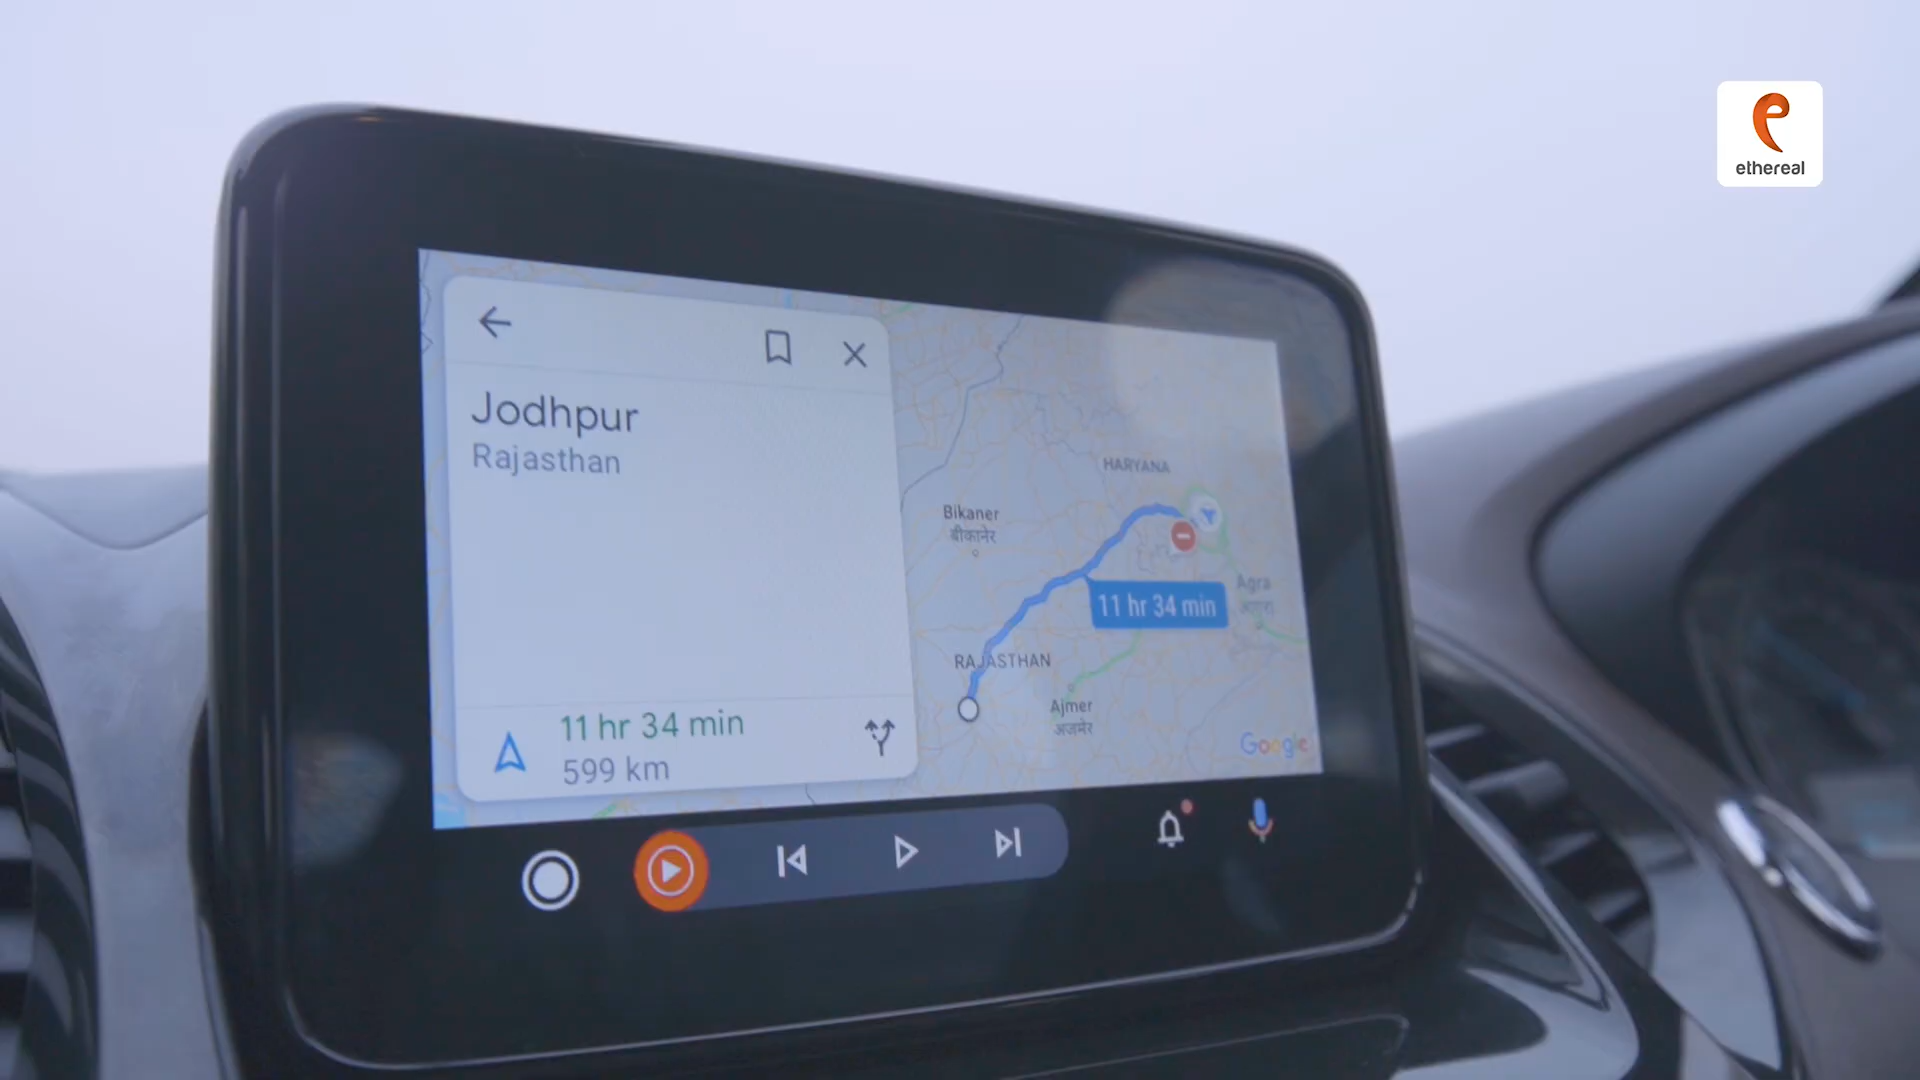 ethereal
Jodhpur
Rajasthan
11 hr 34 min
599 km
HARYANA
Bikaner
बीकानेर
Agra
आगरा
11 hr 34 min
RAJASTHAN
Ajmer
अजमेर
Google